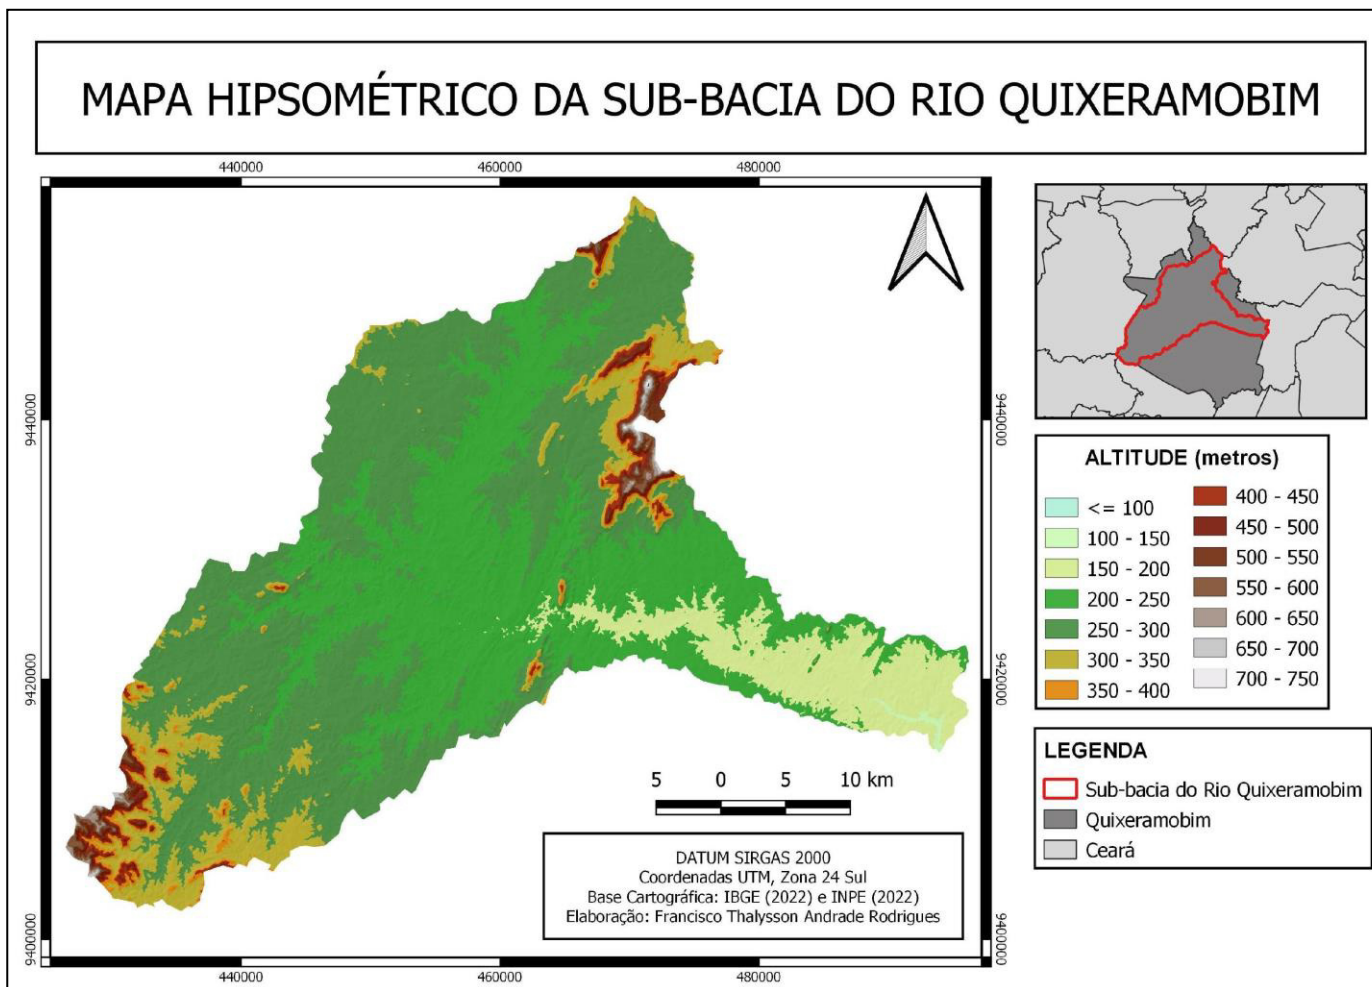 MAPA HIPSOMÉTRICO DA SUB-BACIA DO RIO QUIXERAMOBIM
440000
460000
480000
9440000
9440000
9420000
9420000
9400000
9400000
ALTITUDE (metros)
<= 100
100 - 150
150 - 200
200 - 250
250 - 300
300 - 350
350 - 400
400 - 450
450 - 500
500 - 550
550 - 600
600 - 650
650 - 700
700 - 750
LEGENDA
Sub-bacia do Rio Quixeramobim
Quixeramobim
Ceará
5 0 5 10 km
DATUM SIRGAS 2000
Coordenadas UTM, Zona 24 Sul
Base Cartográfica: IBGE (2022) e INPE (2022)
Elaboração: Francisco Thalysson Andrade Rodrigues
440000
460000
480000